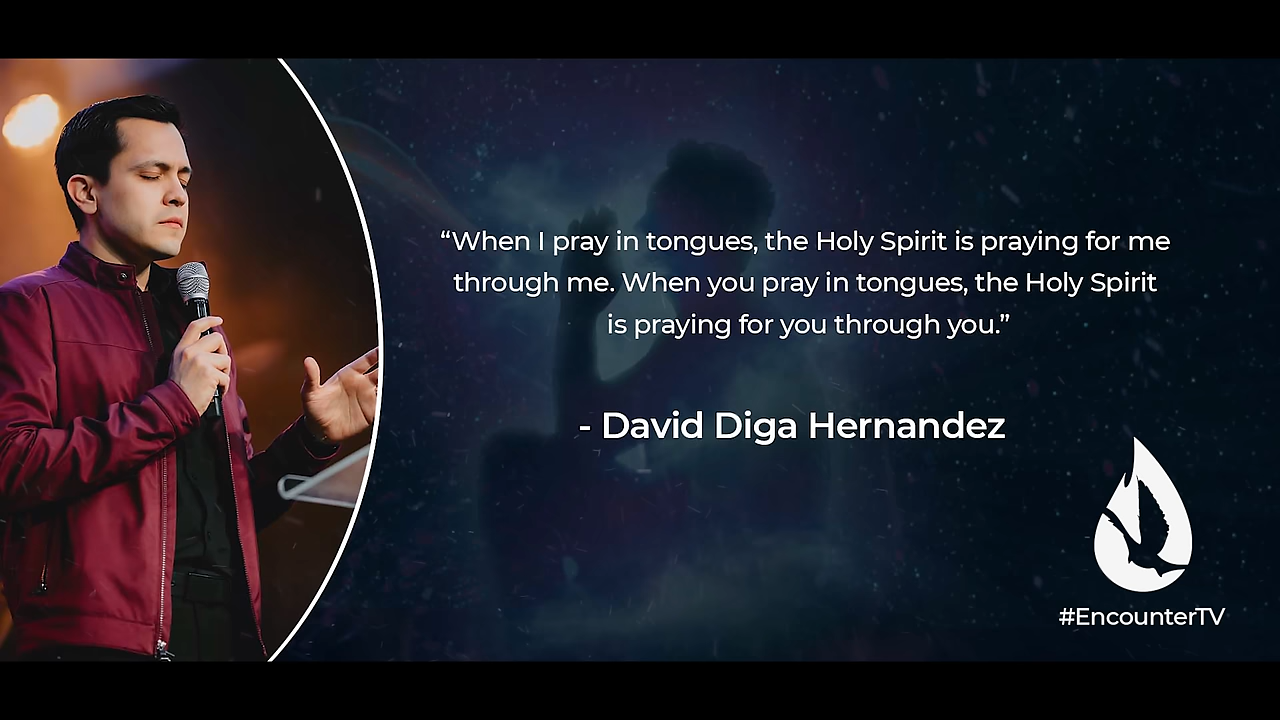 “When I pray in tongues, the Holy Spirit is praying for me
through me. When you pray in tongues, the Holy Spirit
is praying for you through you.”
- David Diga Hernandez
#EncounterTV